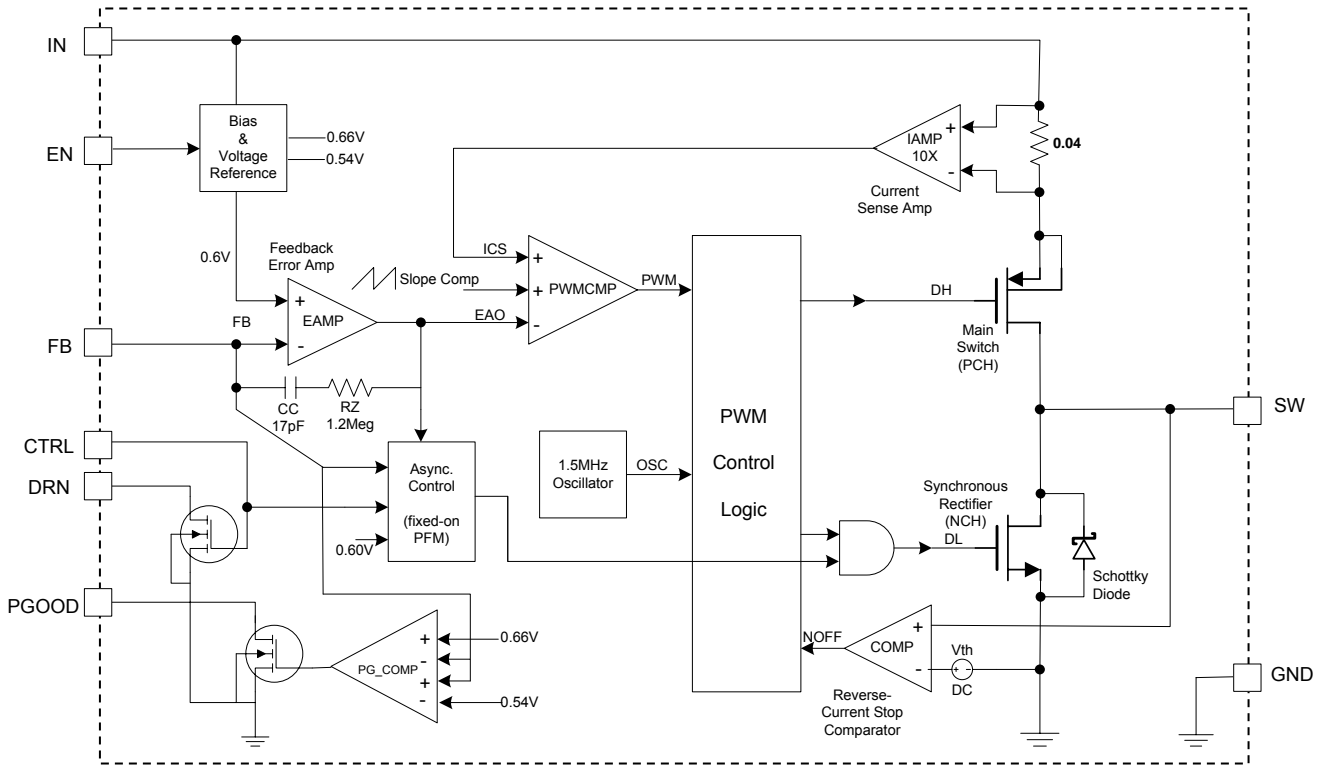 IN
EN
Bias
&
Voltage
Reference
0.66V
0.54V
IAMP
10X
+
-
0.04
Current
Sense Amp
0.6V
Feedback
Error Amp
Slope Comp
ICS
+
+
-
PWMCMP
PWM
EAO
+
-
EAMP
FB
FB
DH
Main
Switch
(PCH)
CC
17pF
RZ
1.2Meg
SW
CTRL
DRN
Async.
Control
(fixed-on
PFM)
0.60V
1.5MHz
Oscillator
OSC
PWM
Control
Logic
Synchronous
Rectifier
(NCH)
DL
Schottky
Diode
PGOOD
PG_COMP
+
-
+
-
0.66V
0.54V
NOFF
COMP
+
-
Vth
+ -
DC
Reverse-
Current Stop
Comparator
GND